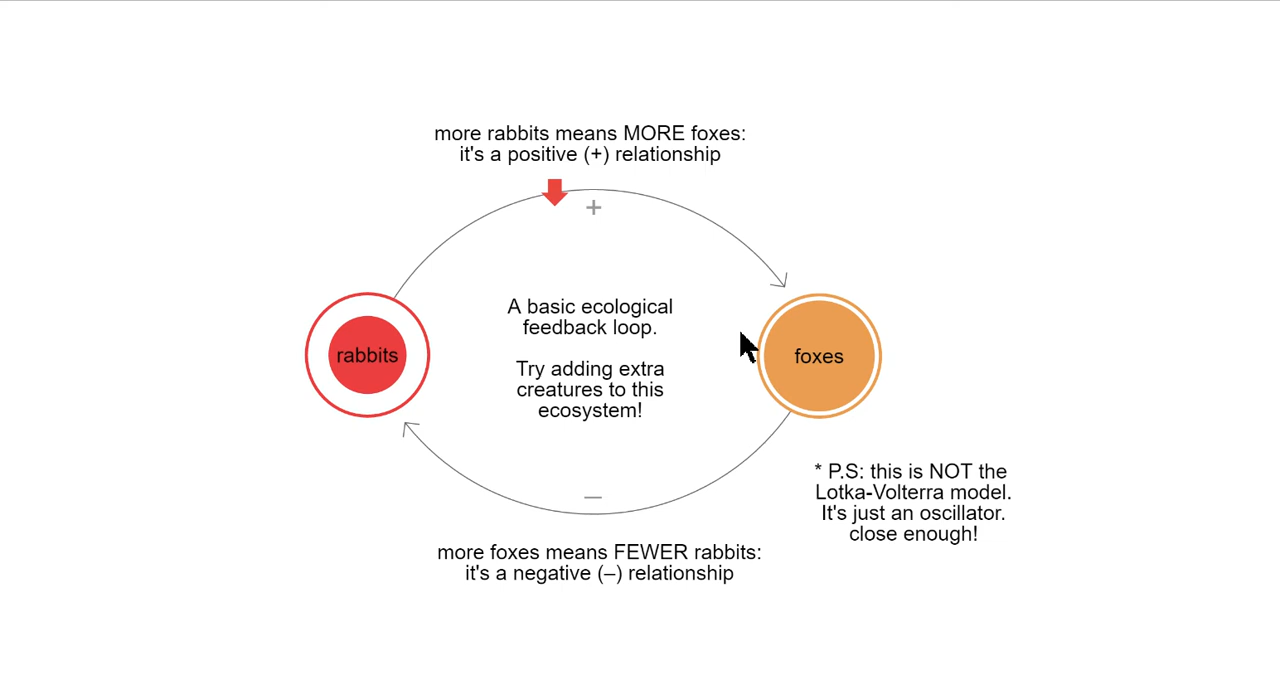 more rabbits means MORE foxes:
it's a positive (+) relationship
+
rabbits
A basic ecological
feedback loop.
Try adding extra
creatures to this
ecosystem!
foxes
* P.S: this is NOT the
Lotka-Volterra model.
It's just an oscillator.
close enough!
–
more foxes means FEWER rabbits:
it's a negative (–) relationship